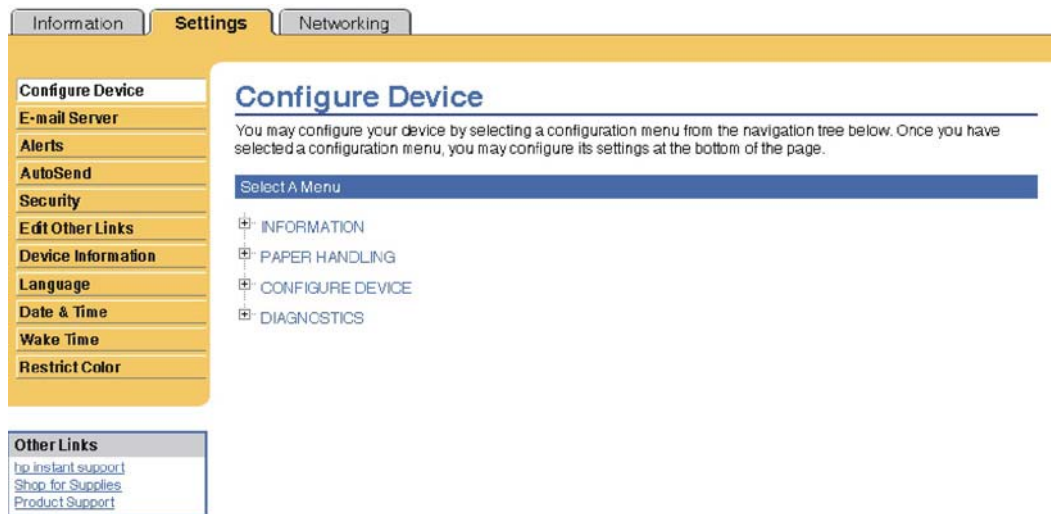 Information
Settings
Networking
Configure Device
E-mail Server
Alerts
AutoSend
Security
Edit Other Links
Device Information
Language
Date & Time
Wake Time
Restrict Color
Other Links
hp instant support
Shop for Supplies
Product Support
Configure Device
You may configure your device by selecting a configuration menu from the navigation tree below. Once you have
selected a configuration menu, you may configure its settings at the bottom of the page.
Select A Menu
INFORMATION
PAPER HANDLING
CONFIGURE DEVICE
DIAGNOSTICS